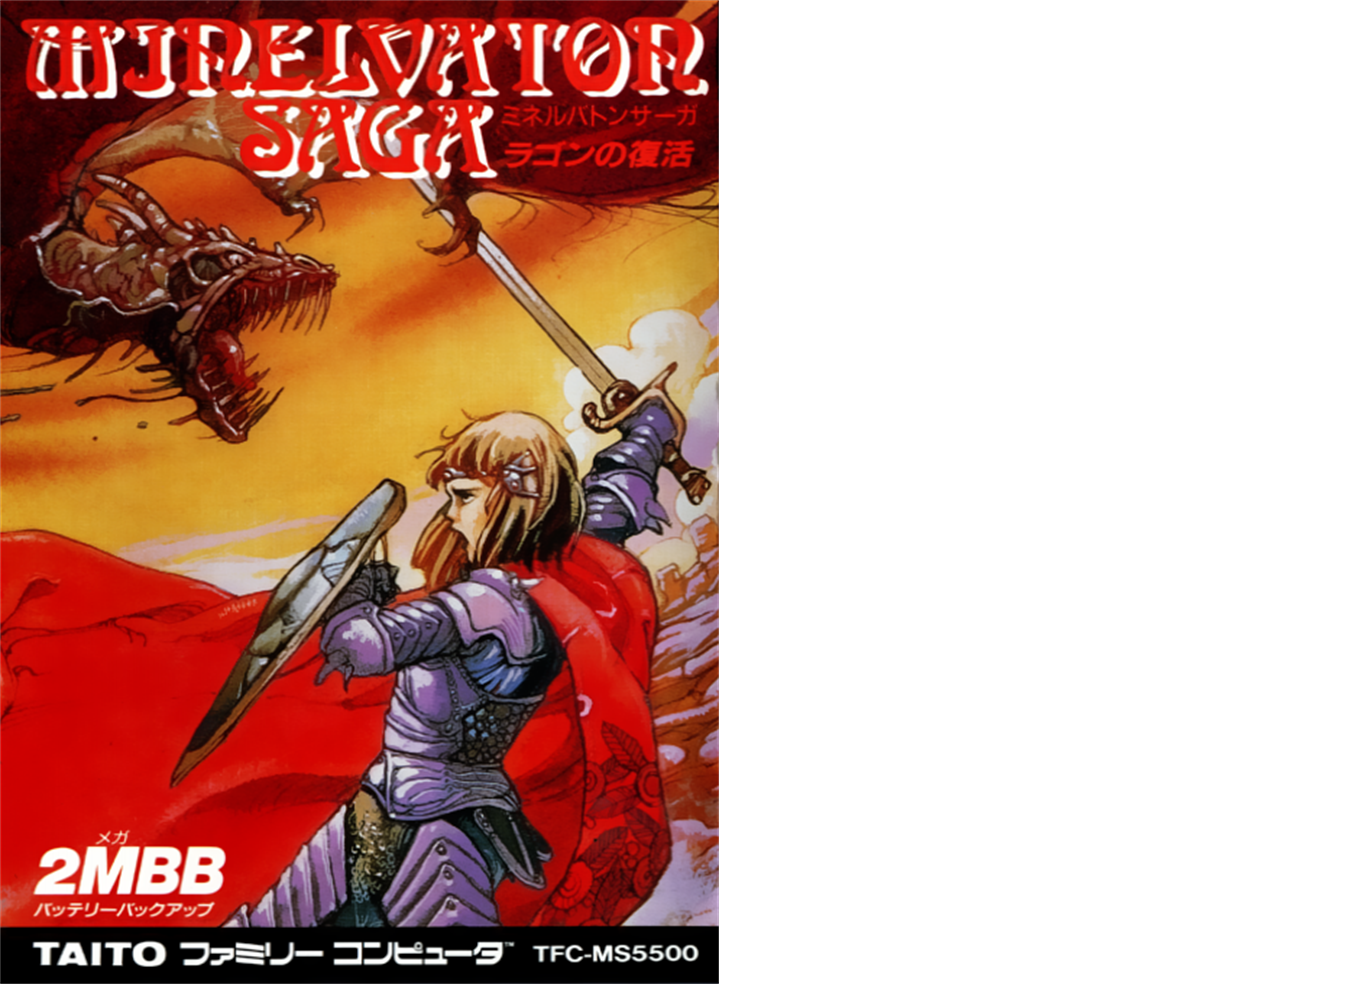 MINELVATON
SAGA
ミネルバトンサーガ
ラゴンの復活
メガ
2MBB
バッテリーバックアップ
TAITO ファミリー コンピュータ™ TFC-MS5500